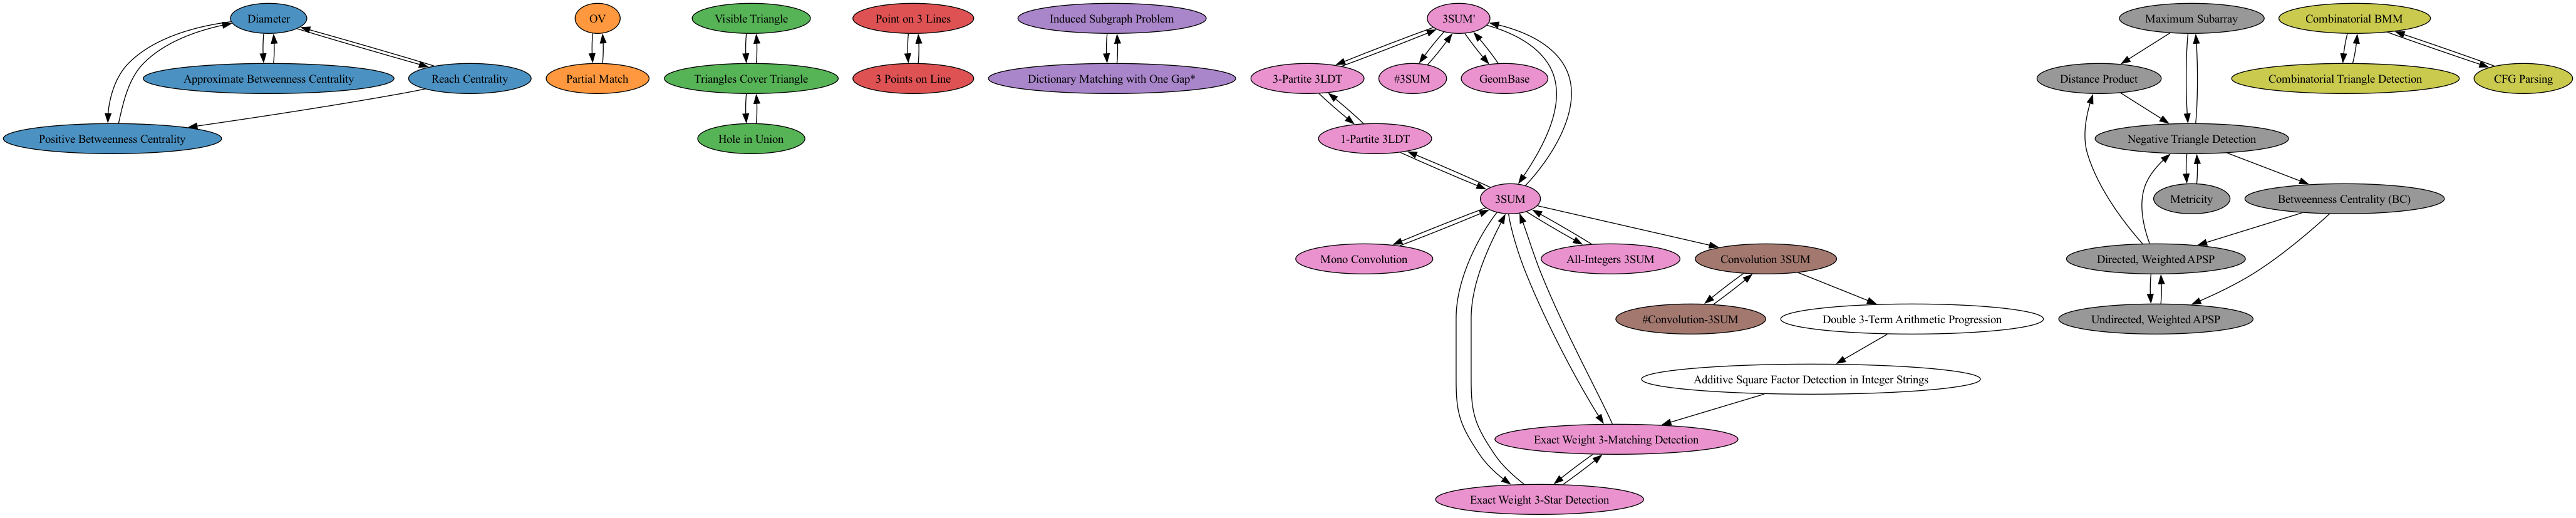 Diameter
OV
Visible Triangle
Point on 3 Lines
Induced Subgraph Problem
3SUM'
Maximum Subarray
Combinatorial BMM
Approximate Betweenness Centrality
Reach Centrality
Partial Match
Triangles Cover Triangle
3 Points on Line
Dictionary Matching with One Gap*
3-Partite 3LDT
#3SUM
GeomBase
Distance Product
Combinatorial Triangle Detection
CFG Parsing
Positive Betweenness Centrality
Hole in Union
1-Partite 3LDT
Negative Triangle Detection
3SUM
Metricity
Betweenness Centrality (BC)
Mono Convolution
All-Integers 3SUM
Convolution 3SUM
Directed, Weighted APSP
#Convolution-3SUM
Double 3-Term Arithmetic Progression
Undirected, Weighted APSP
Additive Square Factor Detection in Integer Strings
Exact Weight 3-Matching Detection
Exact Weight 3-Star Detection